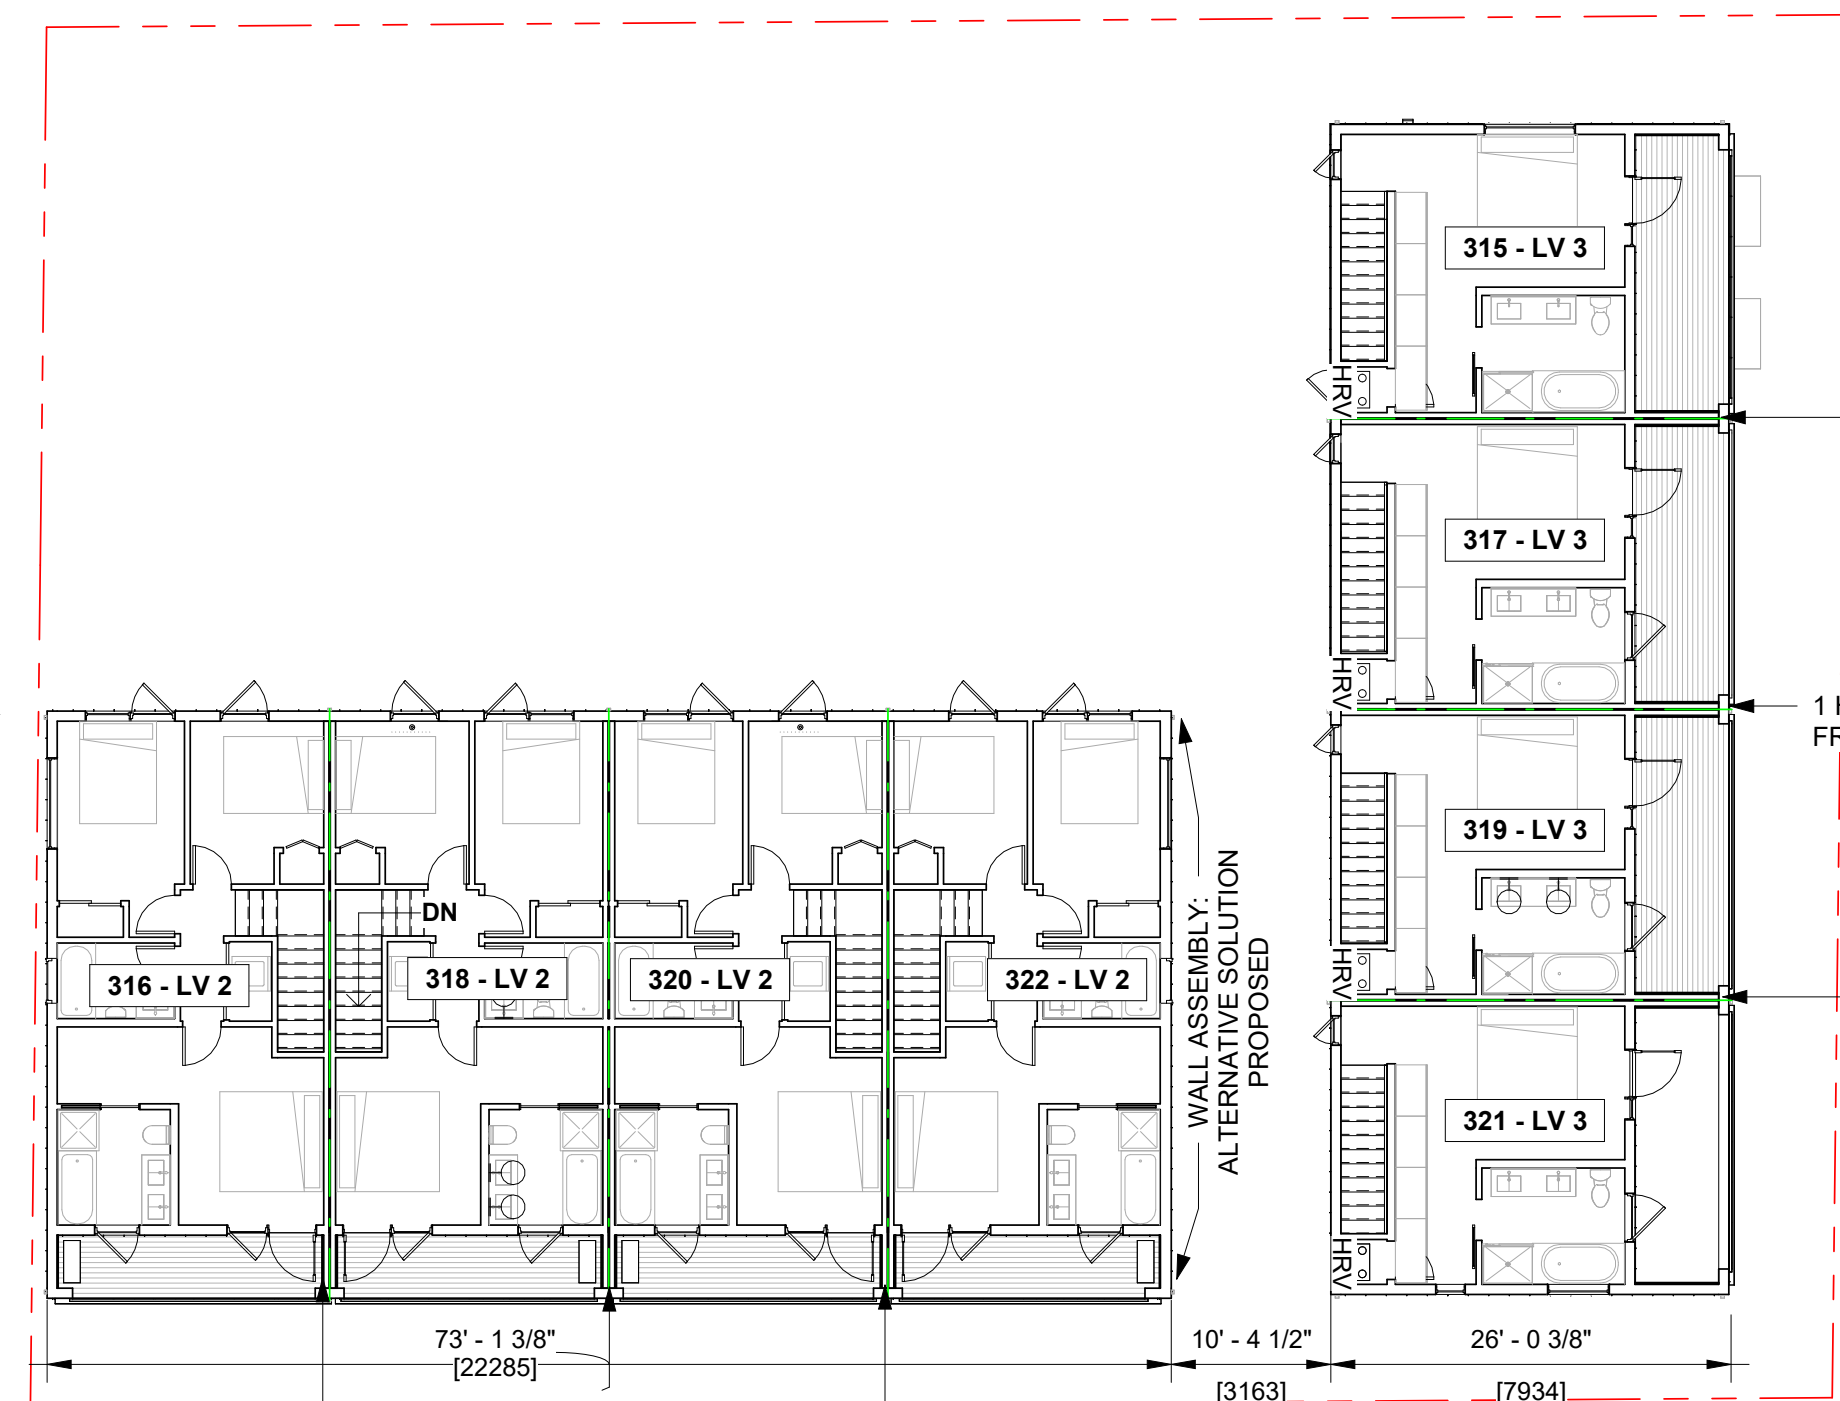 315 - LV 3
HRV
317 - LV 3
HRV
1 H
FR
319 - LV 3
HRV
321 - LV 3
HRV
DN
316 - LV 2
318 - LV 2
320 - LV 2
322 - LV 2
WALL ASSEMBLY:
ALTERNATIVE SOLUTION
PROPOSED
73' - 1 3/8"
[22285]
10' - 4 1/2"
[3163]
26' - 0 3/8"
[7934]